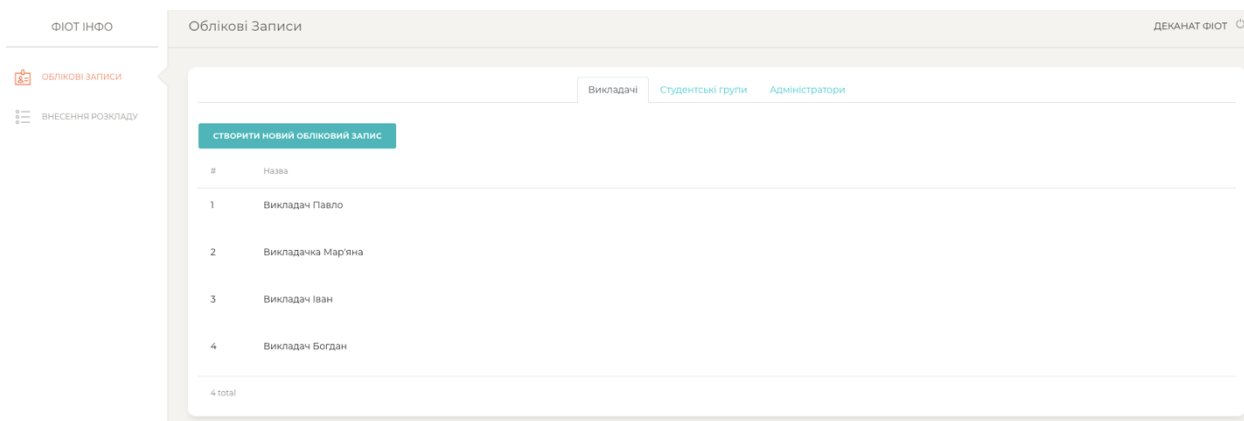 ФІОТ ІНФО
Облікові Записи
ДЕКАНАТ ФІОТ
ОБЛІКОВІ ЗАПИСИ
ВНЕСЕННЯ РОЗКЛАДУ
Викладачі Студентські групи Адміністратори
СТВОРИТИ НОВИЙ ОБЛІКОВИЙ ЗАПИС
# Назва
1 Викладач Павло
2 Викладачка Мар'яна
3 Викладач Іван
4 Викладач Богдан
4 total